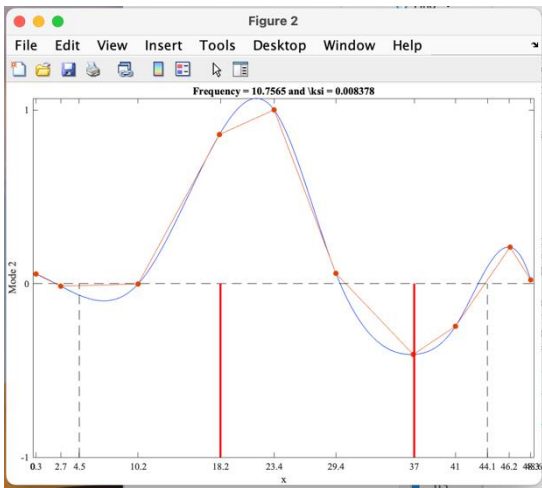 Figure 2
File Edit View Insert Tools Desktop Window Help
Frequency = 10.7565 and \ksi = 0.008378
1
Mode 2
0
-1
0.3 2.7 4.5 10.2 18.2 23.4 29.4 37 41 44.1 46.2
x